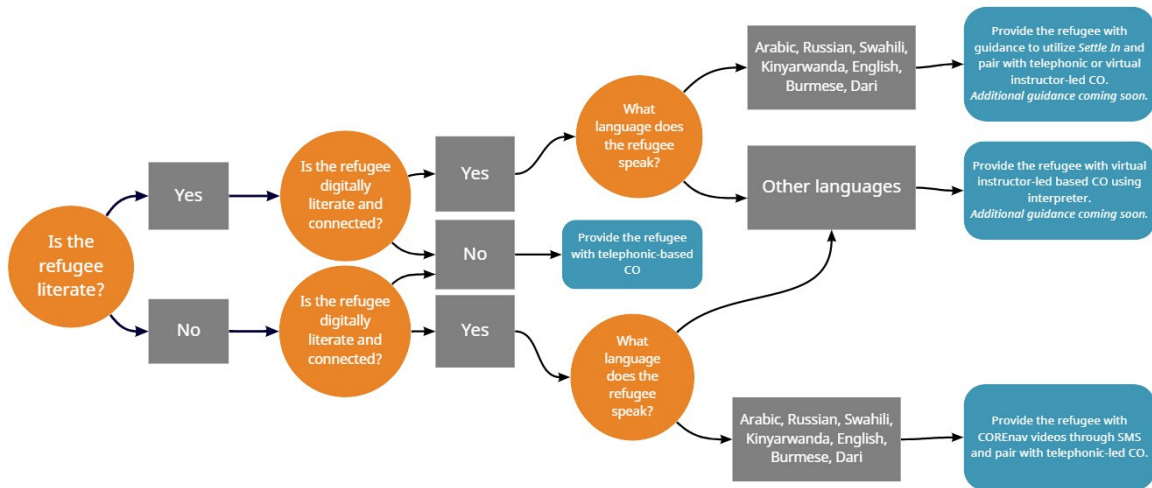 Is the
refugee
literate?
Yes
No
Is the refugee
digitally
literate and
connected?
Is the refugee
digitally
literate and
connected?
Yes
No
Yes
Provide the refugee
with telephonic-based
CO
What
language does
the refugee
speak?
What
language
does the
refugee
speak?
Arabic, Russian, Swahili,
Kinyarwanda, English,
Burmese, Dari
Other languages
Arabic, Russian, Swahili,
Kinyarwanda, English,
Burmese, Dari
Provide the refugee with
guidance to utilize Settle In and
pair with telephonic or virtual
instructor-led CO.
Additional guidance coming soon.
Provide the refugee with virtual
instructor-led based CO using
interpreter.
Additional guidance coming soon.
Provide the refugee with
COREnav videos through SMS
and pair with telephonic-led CO.